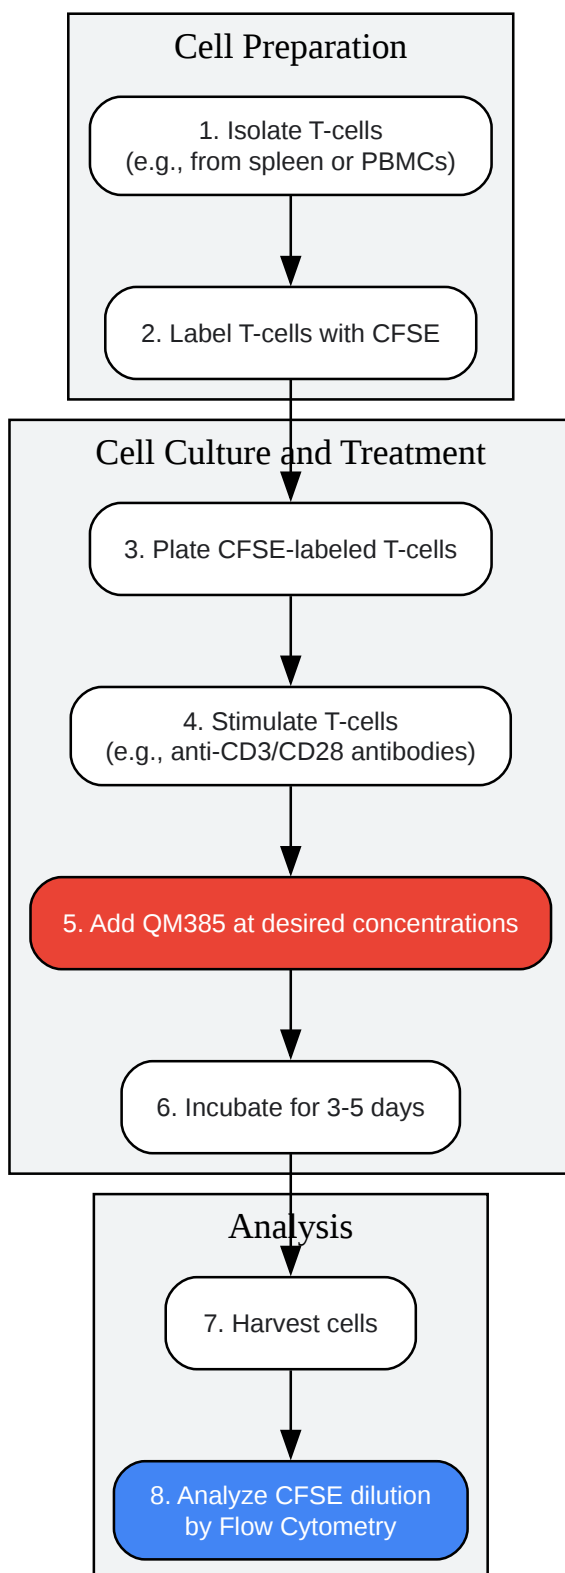 Cell Preparation
1. Isolate T-cells
(e.g., from spleen or PBMCs)
2. Label T-cells with CFSE
Cell Culture and Treatment
3. Plate CFSE-labeled T-cells
4. Stimulate T-cells
(e.g., anti-CD3/CD28 antibodies)
5. Add QM385 at desired concentrations
6. Incubate for 3-5 days
Analysis
7. Harvest cells
8. Analyze CFSE dilution
by Flow Cytometry